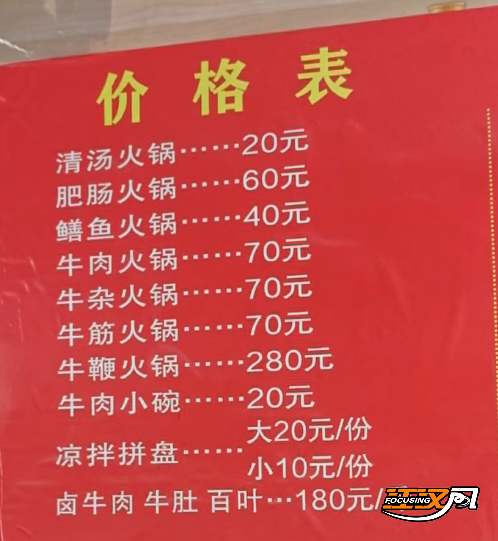 价格表
清汤火锅……20元
肥肠火锅……60元
鳝鱼火锅……40元
牛肉火锅……70元
牛杂火锅……70元
牛筋火锅……70元
牛鞭火锅……280元
牛肉小碗……20元
凉拌拼盘……大20元/份
小10元/份
卤牛肉 牛肚 百叶…180元/
FOCUSING